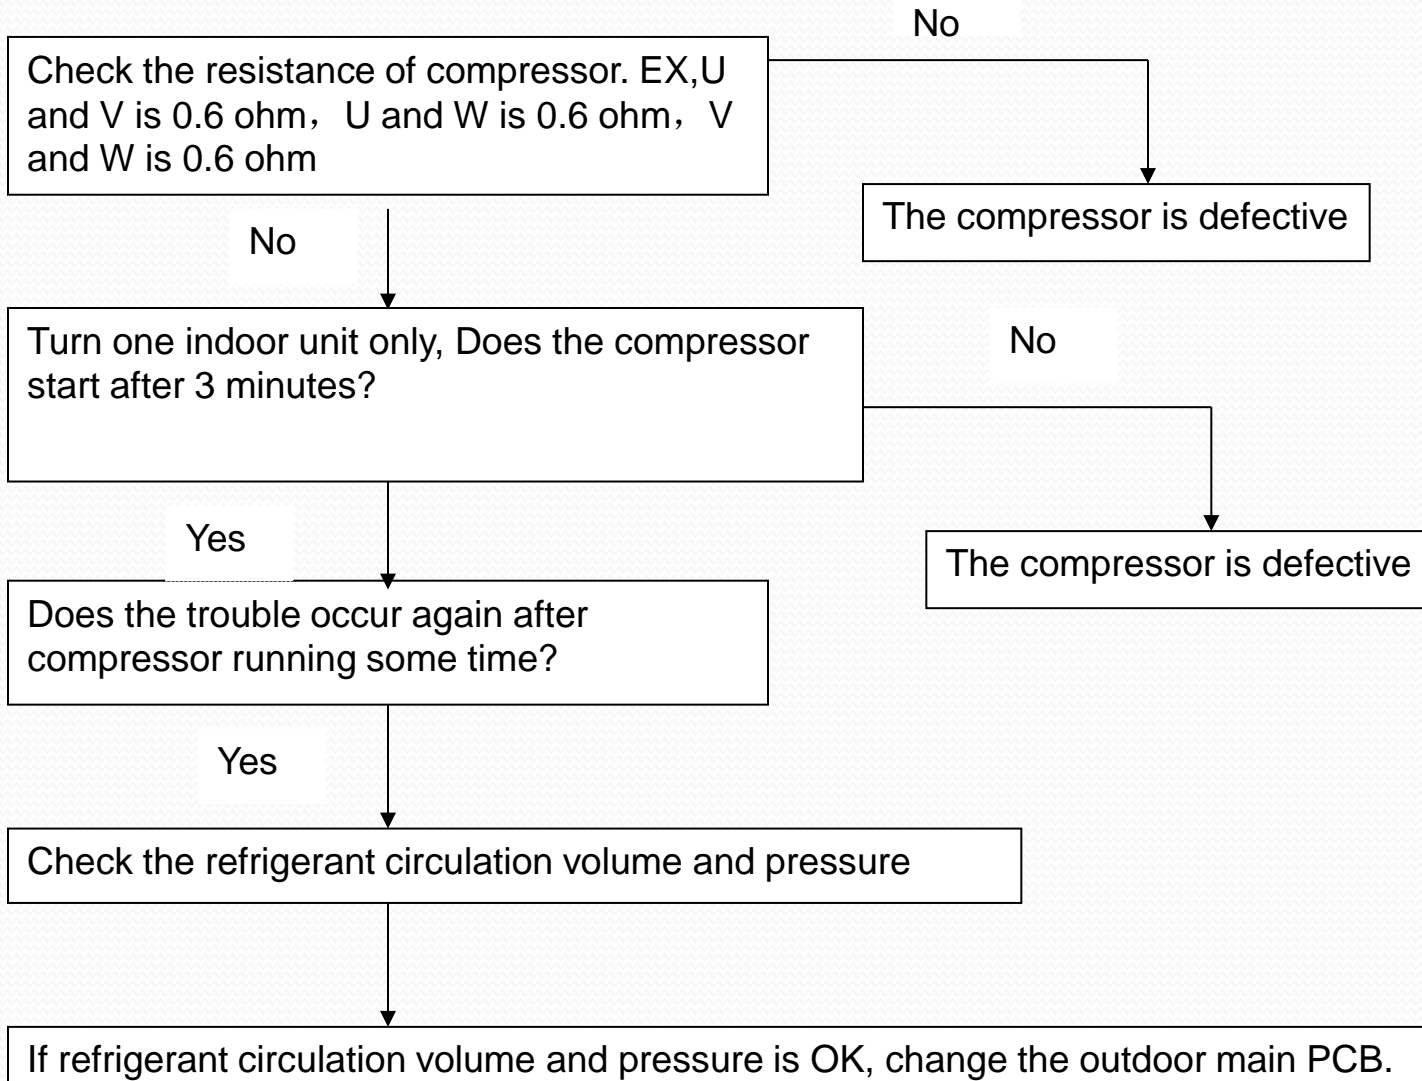 No
Check the resistance of compressor. EX,U
and V is 0.6 ohm，U and W is 0.6 ohm，V
and W is 0.6 ohm
The compressor is defective
No
Turn one indoor unit only, Does the compressor
start after 3 minutes?
No
Yes
The compressor is defective
Does the trouble occur again after
compressor running some time?
Yes
Check the refrigerant circulation volume and pressure
If refrigerant circulation volume and pressure is OK, change the outdoor main PCB.